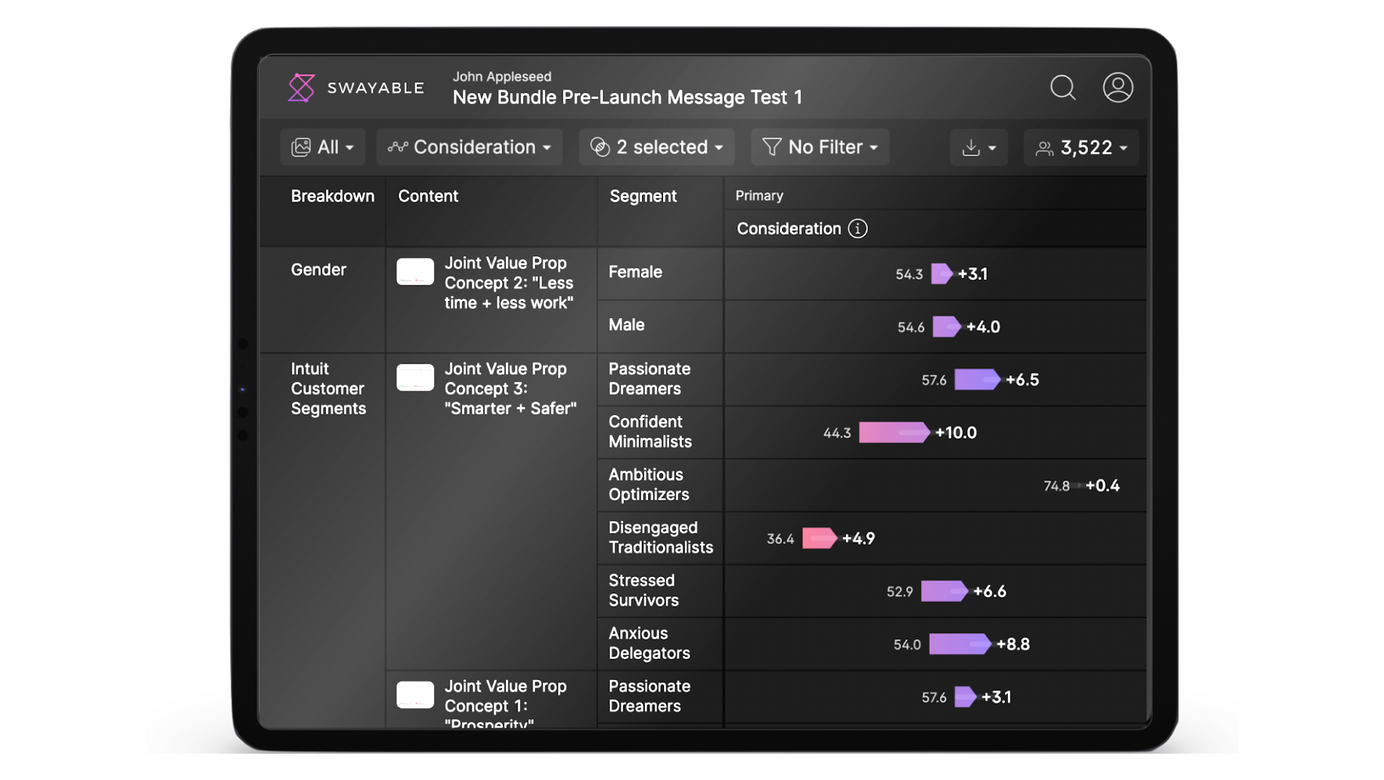 SWAYABLE
John Appleseed
New Bundle Pre-Launch Message Test 1
All
Consideration
2 selected
No Filter
3,522
Breakdown
Content
Segment
Primary
Consideration
Gender
Joint Value Prop
Concept 2: "Less
time + less work"
Female
54.3 +3.1
Male
54.6 +4.0
Intuit
Customer
Segments
Joint Value Prop
Concept 3:
"Smarter + Safer"
Passionate
Dreamers
57.6 +6.5
Confident
Minimalists
44.3 +10.0
Ambitious
Optimizers
74.8 +0.4
Disengaged
Traditionalists
36.4 +4.9
Stressed
Survivors
52.9 +6.6
Anxious
Delegators
54.0 +8.8
Joint Value Prop
Concept 1:
"Prosperity"
Passionate
Dreamers
57.6 +3.1